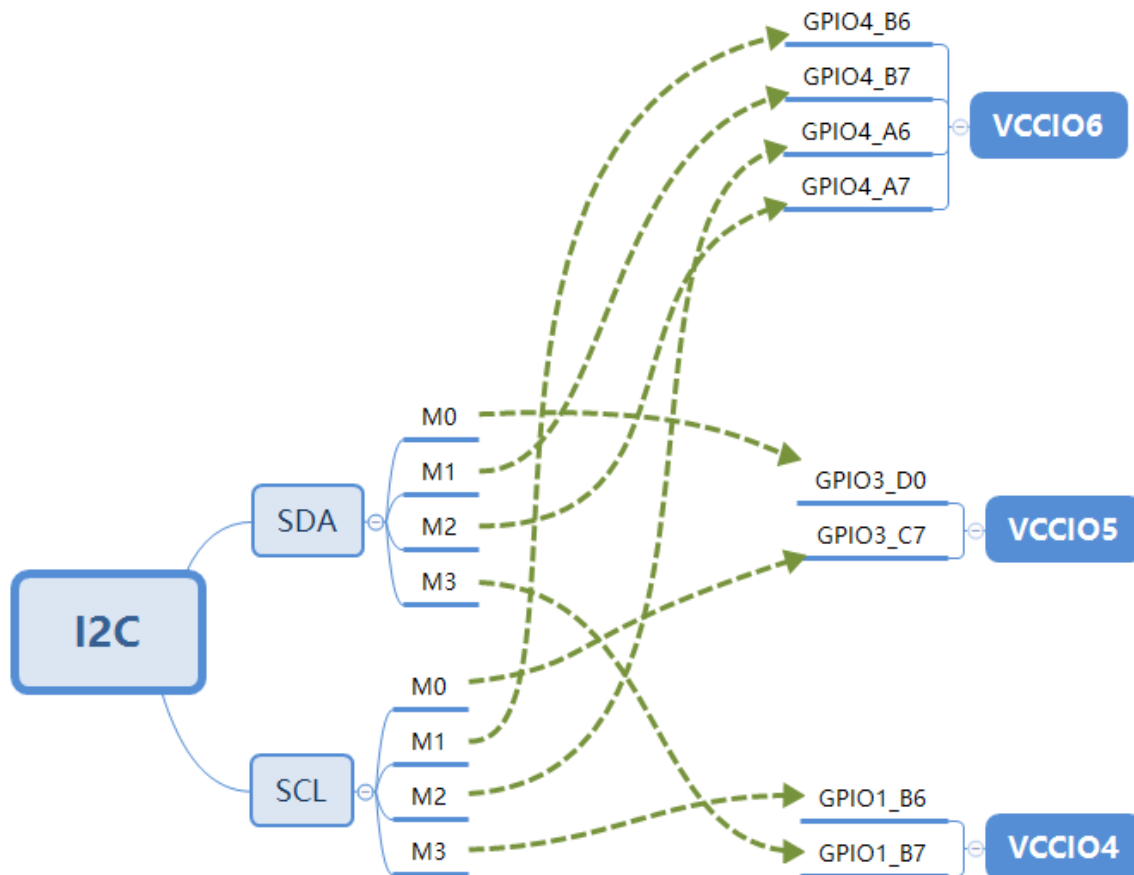 GPIO4_B6
GPIO4_B7
GPIO4_A6
GPIO4_A7
VCCIO6
I2C
SDA
M0
M1
M2
M3
SCL
M0
M1
M2
M3
GPIO3_D0
GPIO3_C7
VCCIO5
GPIO1_B6
GPIO1_B7
VCCIO4